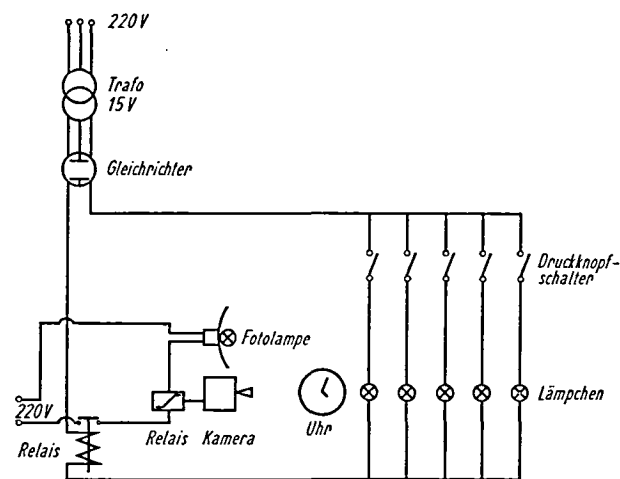 220V
Trafo
15V
Gleichrichter
Druckknopf-
schalter
Fotolampe
220V
Relais
Relais
Kamera
Uhr
Lämpchen